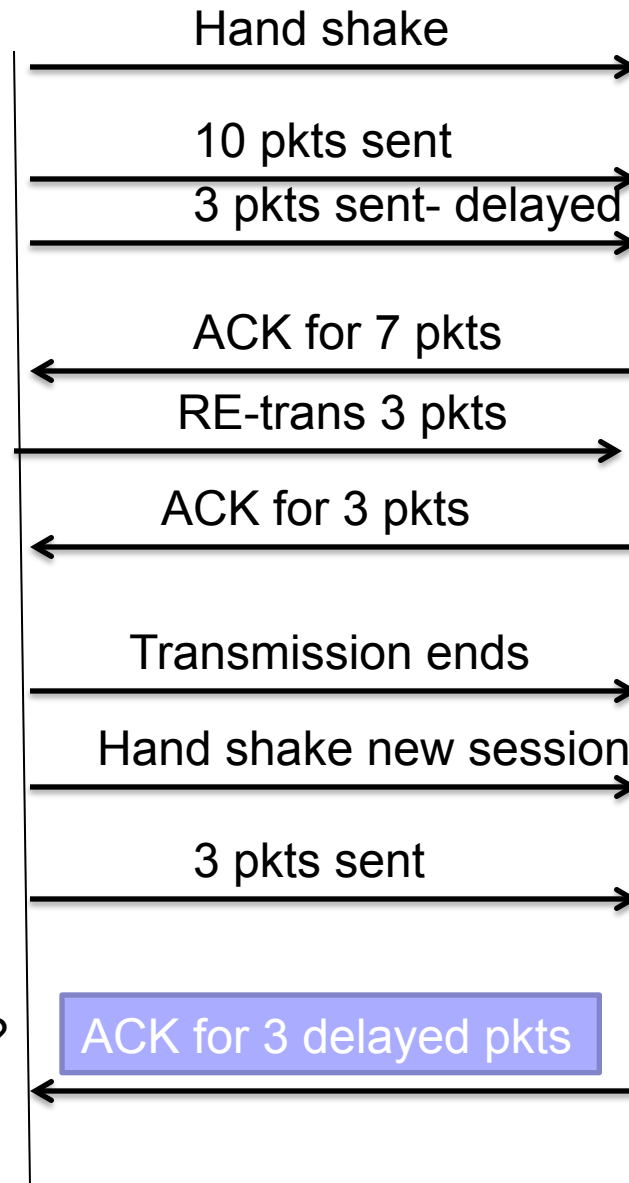 Hand shake
10 pkts sent
3 pkts sent- delayed
ACK for 7 pkts
RE-trans 3 pkts
ACK for 3 pkts
Transmission ends
Hand shake new session
3 pkts sent
ACK for 3 delayed pkts